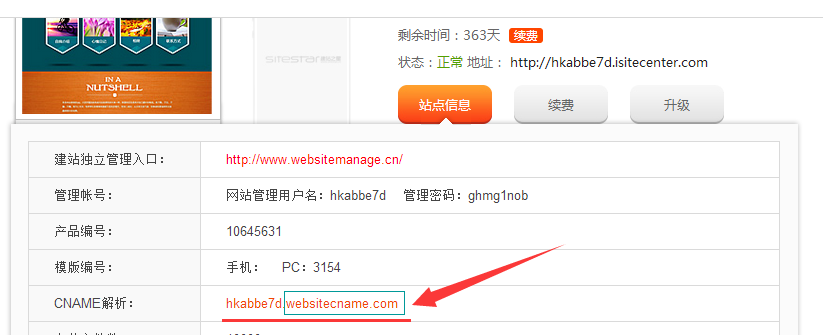 剩余时间：363天 续费
状态：正常 地址： http://hkabbe7d.isitecenter.com
IN A
NUTSHELL
sitestar
站点信息 续费 升级
建站独立管理入口： http://www.websitemanage.cn/
管理帐号： 网站管理用户名：hkabbe7d 管理密码：ghmg1nob
产品编号： 10645631
模版编号： 手机： PC：3154
CNAME解析： hkabbe7d.websitecname.com